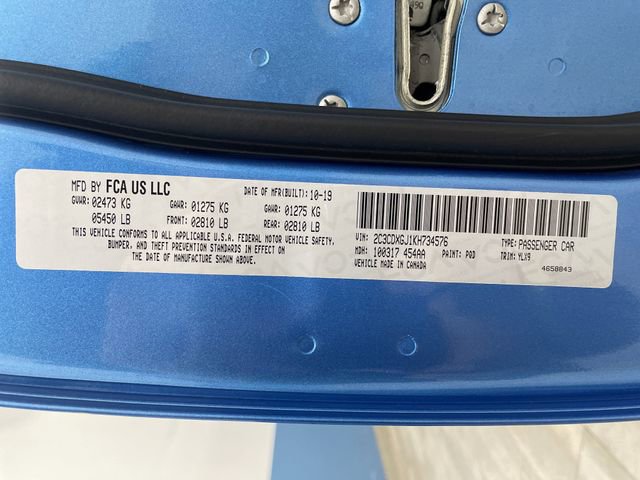 MFD BY FCA US LLC DATE OF MFR(BUILT): 10-19
GVWR: 02473 KG GAWR: 01275 KG GAWR: 01275 KG
05450 LB FRONT: 02810 LB REAR: 02810 LB
THIS VEHICLE CONFORMS TO ALL APPLICABLE U.S.A. FEDERAL MOTOR VEHICLE SAFETY,
BUMPER, AND THEFT PREVENTION STANDARDS IN EFFECT ON
THE DATE OF MANUFACTURE SHOWN ABOVE.
VIN: 2C3CDXGJ1KH734576 TYPE: PASSENGER CAR
MDH: 100317 454AA PAINT: PQD TRIM: YLX9
VEHICLE MADE IN CANADA 4658843